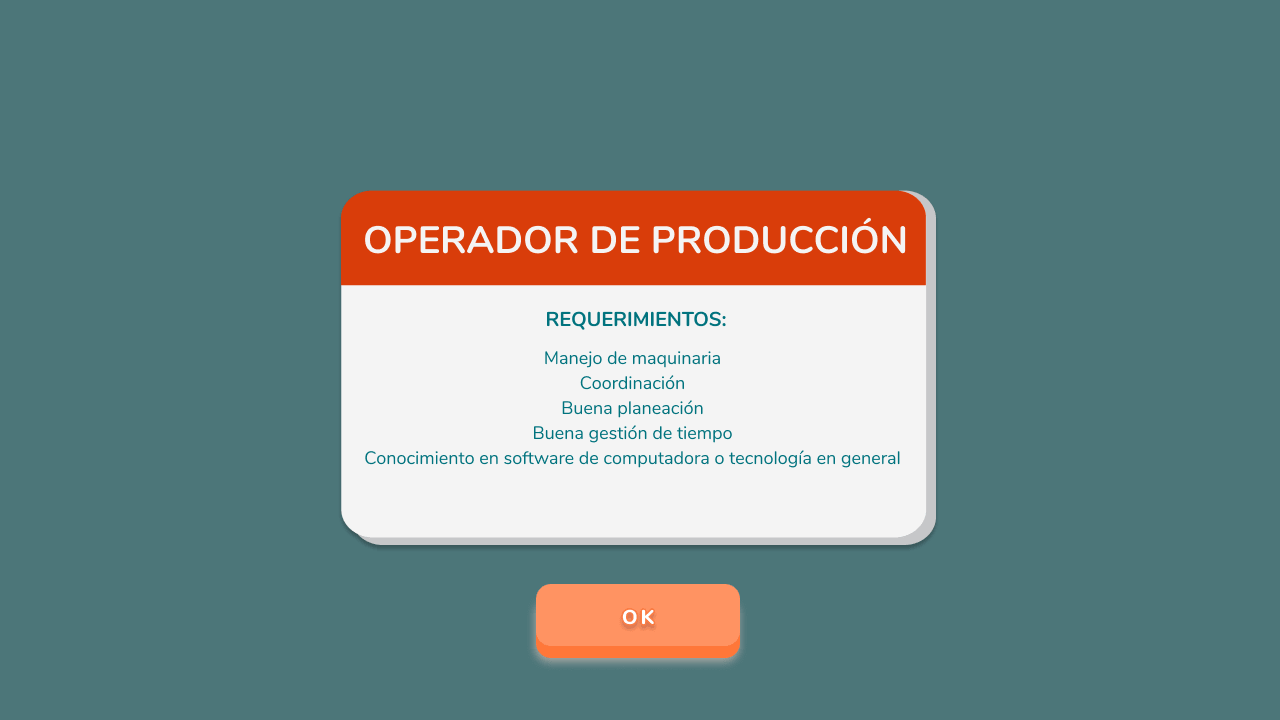 OPERADOR DE PRODUCCIÓN
REQUERIMIENTOS:
Manejo de maquinaria
Coordinación
Buena planeación
Buena gestión de tiempo
Conocimiento en software de computadora o tecnología en general
OK